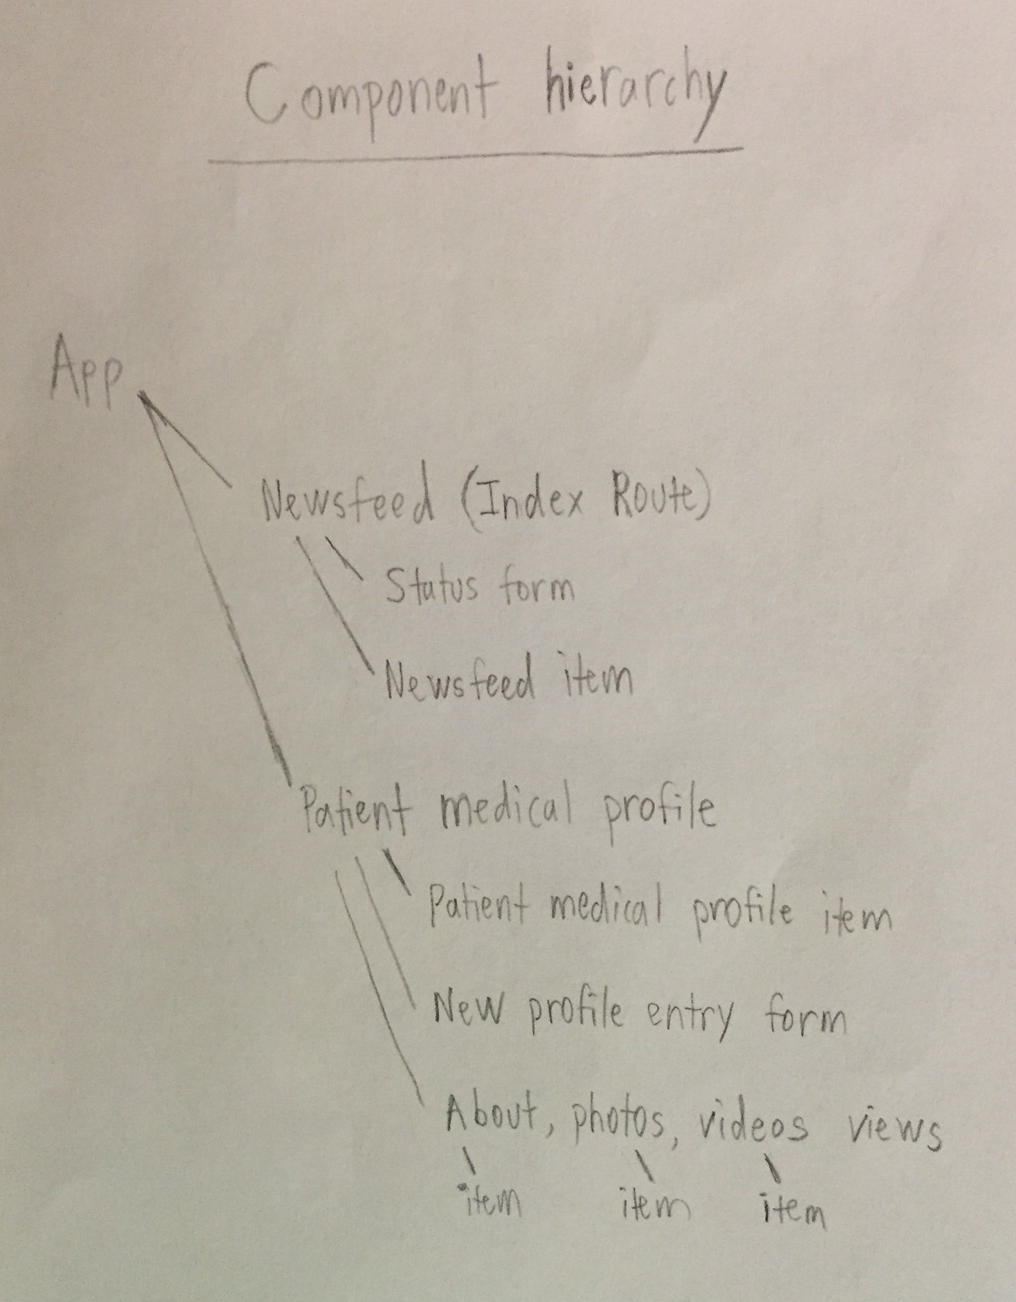 Component hierarchy
App
Newsfeed (Index Route)
Status form
Newsfeed item
Patient medical profile
Patient medical profile item
New profile entry form
About, photos, videos views
item item item